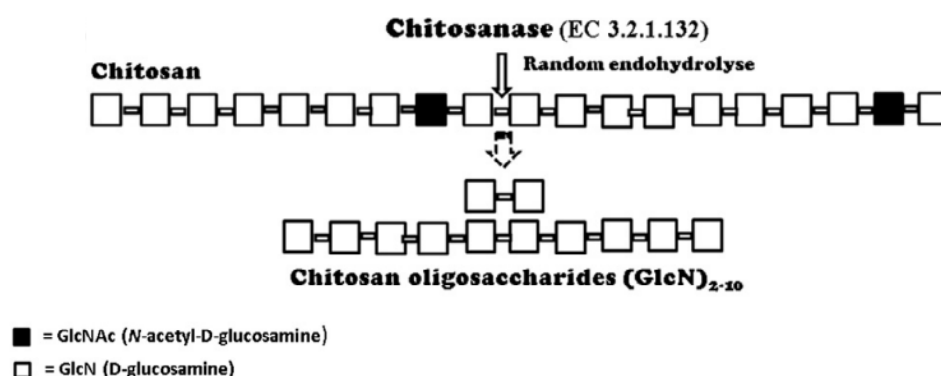 Chitosanase (EC 3.2.1.132)
Random endohydrolyse
Chitosan
Chitosan oligosaccharides (GlcN)2-10
= GlcNAc (N-acetyl-D-glucosamine)
= GlcN (D-glucosamine)